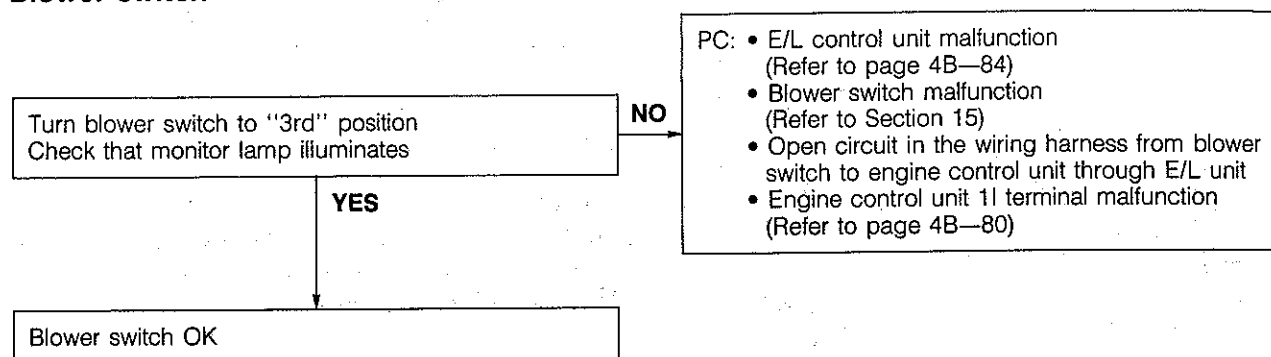 Turn blower switch to “3rd” position
Check that monitor lamp illuminates
NO
PC: • E/L control unit malfunction
(Refer to page 4B—84)
• Blower switch malfunction
(Refer to Section 15)
• Open circuit in the wiring harness from blower
switch to engine control unit through E/L unit
• Engine control unit 1I terminal malfunction
(Refer to page 4B—80)
YES
Blower switch OK